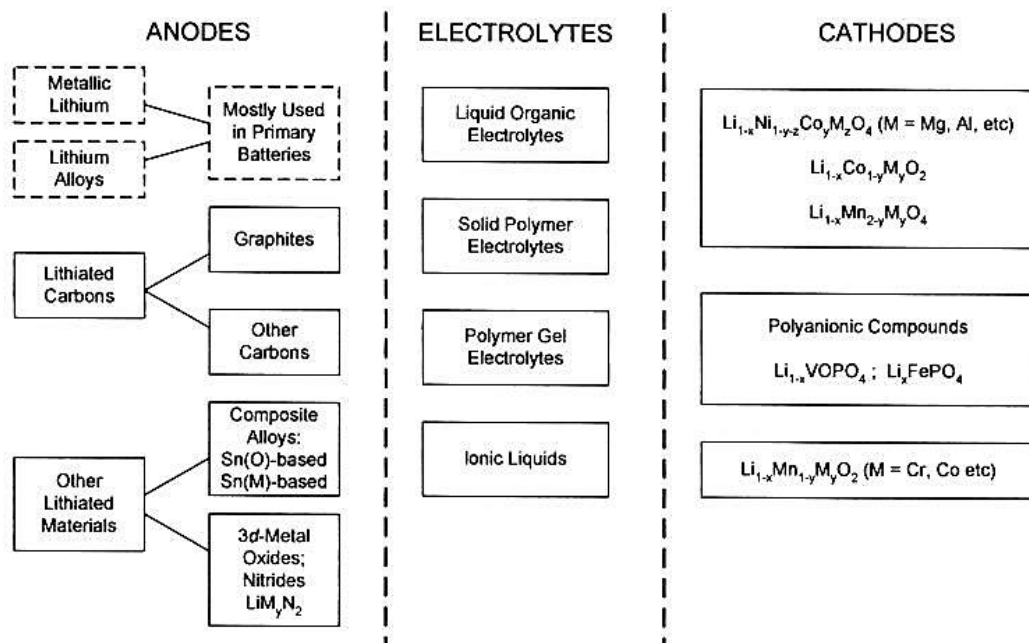 ANODES
Metallic
Lithium
Lithium
Alloys
Mostly Used
in Primary
Batteries
Lithiated
Carbons
Graphites
Other
Carbons
Other
Lithiated
Materials
Composite
Alloys:
Sn(O)-based
Sn(M)-based
3d-Metal
Oxides;
Nitrides
LiMyN2
ELECTROLYTES
Liquid Organic
Electrolytes
Solid Polymer
Electrolytes
Polymer Gel
Electrolytes
Ionic Liquids
CATHODES
Li1-xNi1-y-zCoyMzO4 (M = Mg, Al, etc)
Li1-xCo1-yMyO2
Li1-xMn2-yMyO4
Polyanionic Compounds
Li1-xVOPO4 ; LixFePO4
Li1-xMn1-yMyO2 (M = Cr, Co etc)